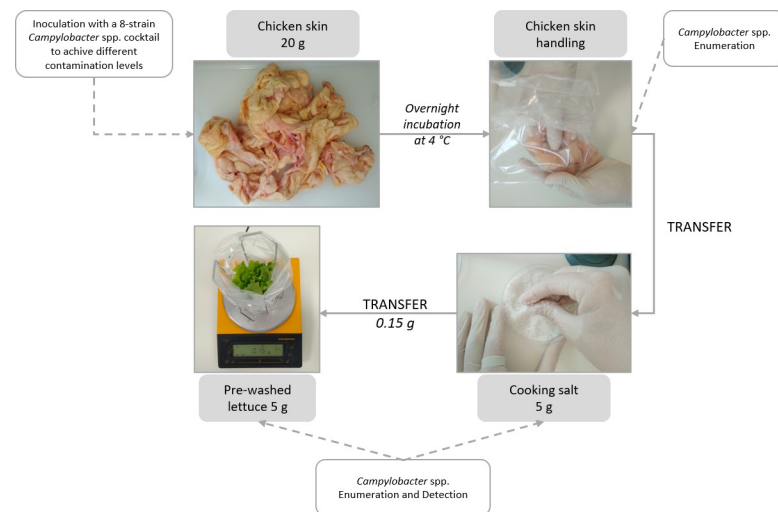 Inoculation with a 8-strain
Campylobacter spp. cocktail
to achive different
contamination levels
Chicken skin
20 g
Overnight
incubation
at 4 °C
Chicken skin
handling
Campylobacter spp.
Enumeration
TRANSFER
TRANSFER
0.15 g
Pre-washed
lettuce 5 g
Cooking salt
5 g
Campylobacter spp.
Enumeration and Detection